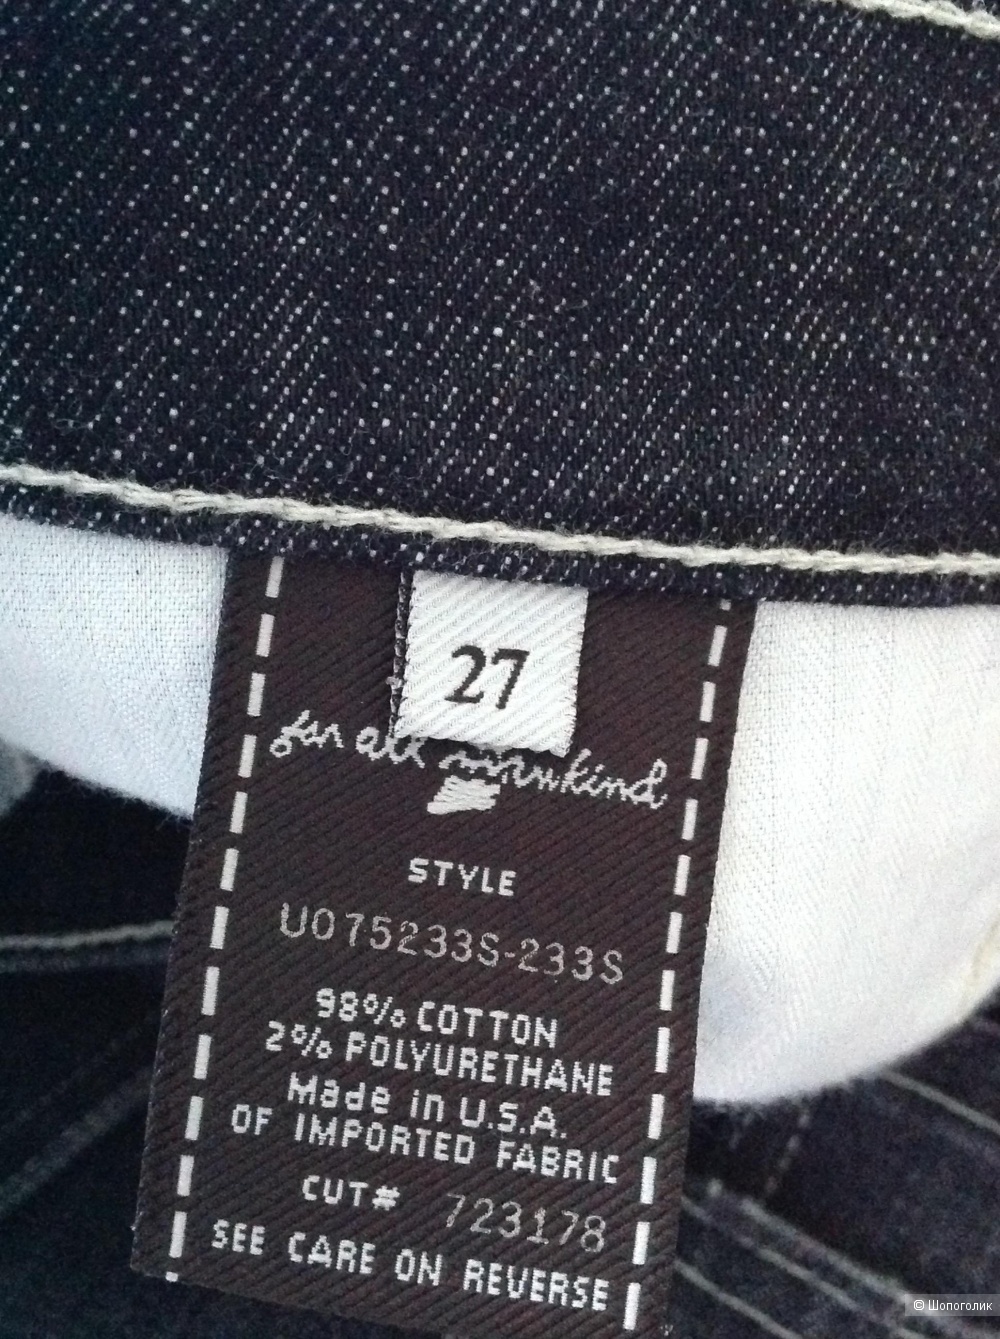 27
for all mankind
STYLE
U075233S-233S
98% COTTON
2% POLYURETHANE
Made in U.S.A.
OF IMPORTED FABRIC
CUT# 723178
SEE CARE ON REVERSE
© Шопоголик